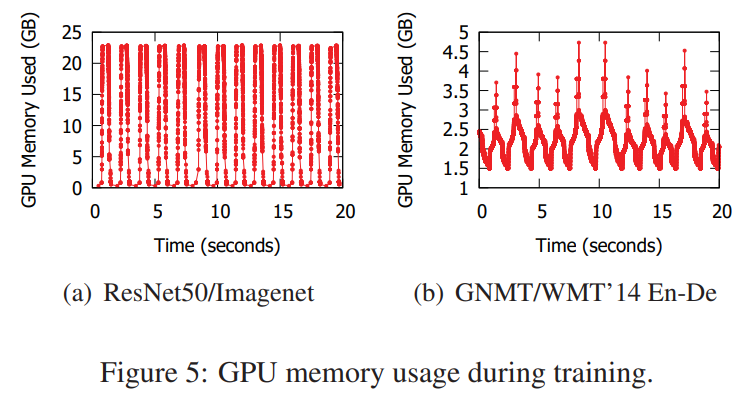 GPU Memory Used (GB)
25
20
15
10
5
0
0 5 10 15 20
Time (seconds)
(a) ResNet50/Imagenet
GPU Memory Used (GB)
5
4.5
4
3.5
3
2.5
2
1.5
1
0 5 10 15 20
Time (seconds)
(b) GNMT/WMT’14 En-De
Figure 5: GPU memory usage during training.